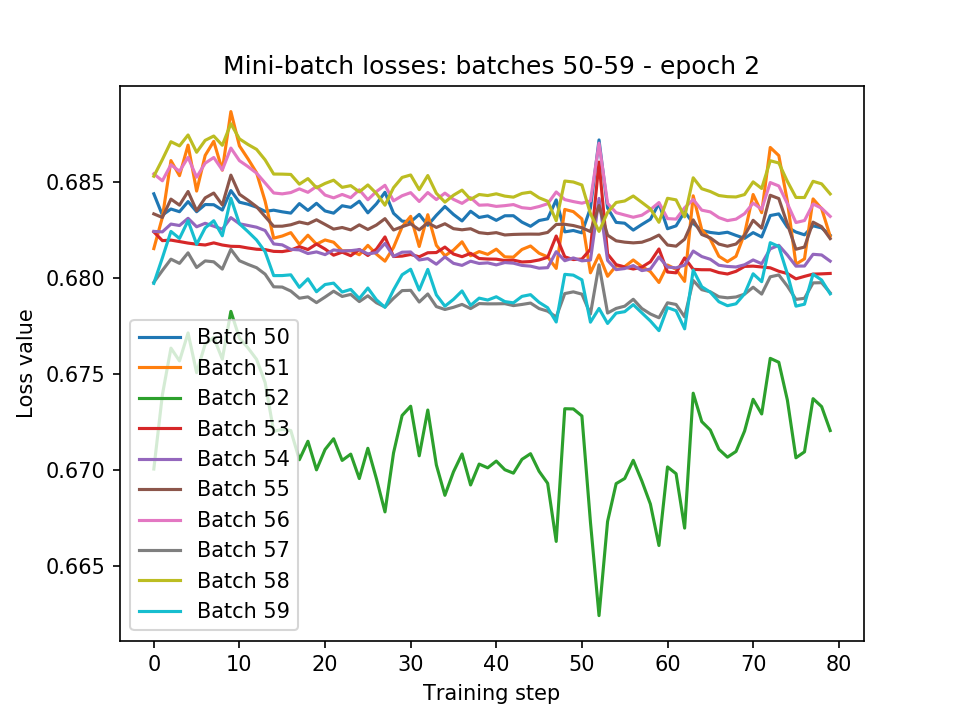 Mini-batch losses: batches 50-59 - epoch 2
Loss value
0.685
0.680
0.675
0.670
0.665
Batch 50
Batch 51
Batch 52
Batch 53
Batch 54
Batch 55
Batch 56
Batch 57
Batch 58
Batch 59
0 10 20 30 40 50 60 70 80
Training step